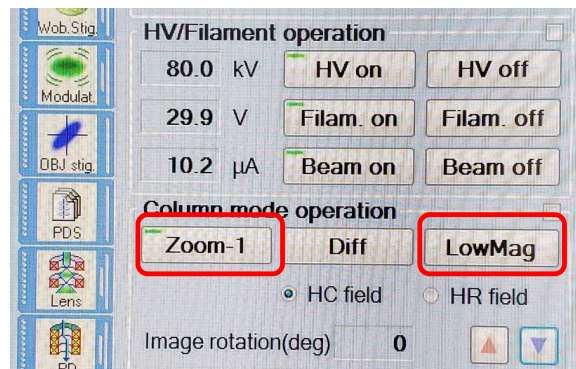 Wob.Stig.
HV/Filament operation
80.0 kV HV on HV off
Modulat.
29.9 V Filam. on Filam. off
OBJ stig.
10.2 µA Beam on Beam off
Column mode operation
PDS
Zoom-1 Diff LowMag
Lens
HC field HR field
Image rotation(deg) 0